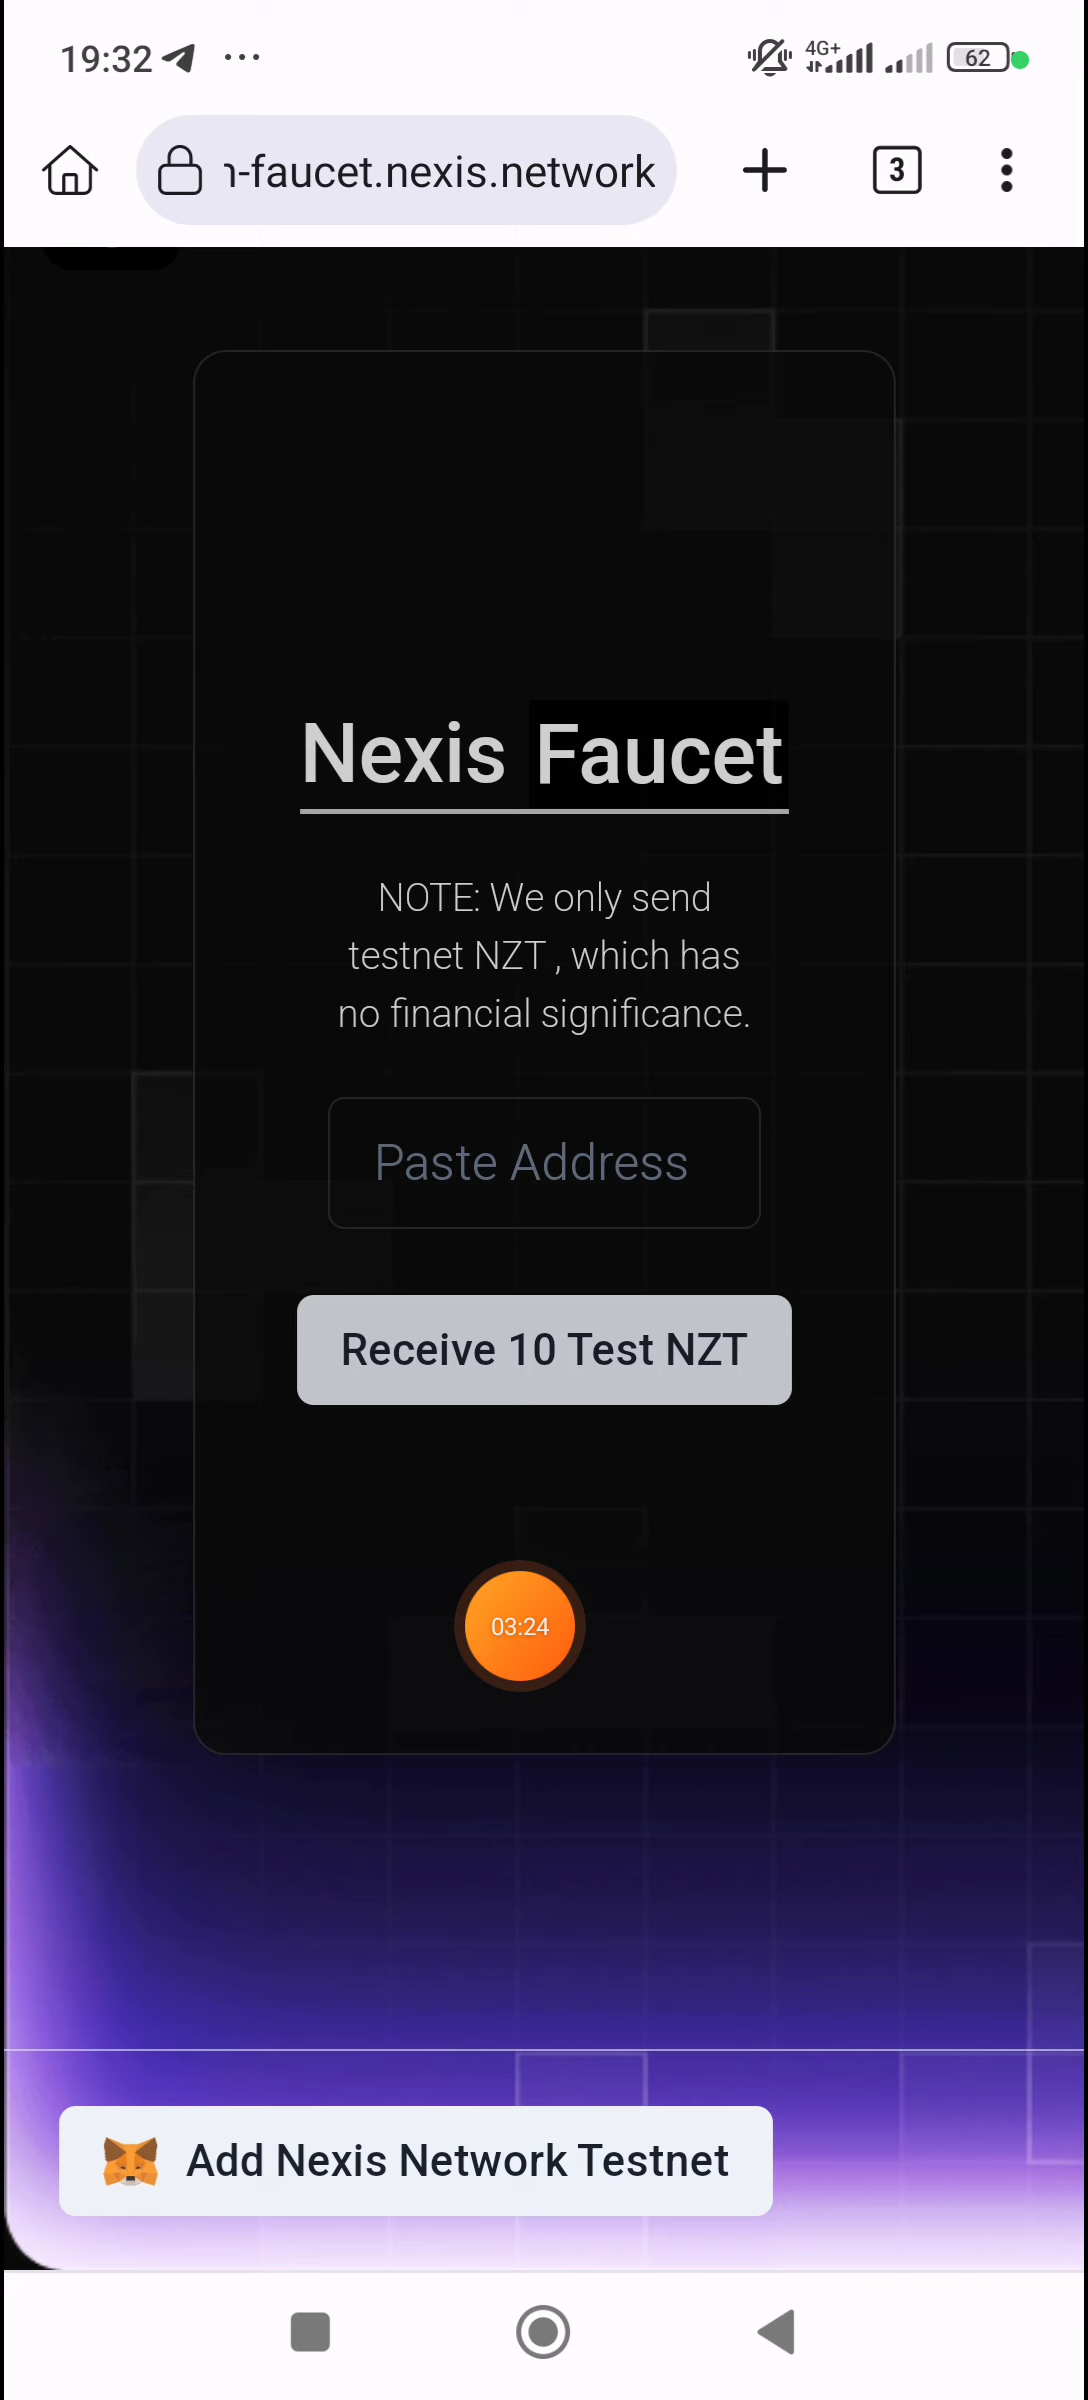 19:32
4G+
62
n-faucet.nexis.network
3
Nexis Faucet
NOTE: We only send
testnet NZT , which has
no financial significance.
Paste Address
Receive 10 Test NZT
03:24
Add Nexis Network Testnet